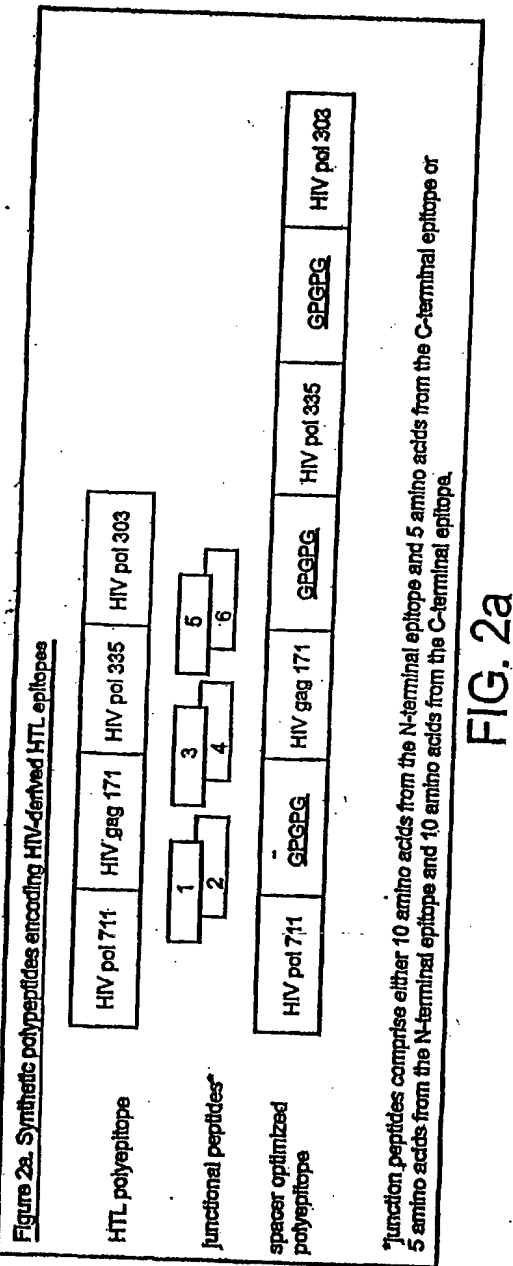 Figure 2a. Synthetic polypeptides encoding HIV-derived HTL epitopes
HTL polyepitope
HIV pol 711
HIV gag 171
HIV pol 335
HIV pol 303
junctional peptides*
1
2
3
4
5
6
spacer optimized
polyepitope
HIV pol 711
GPGPG
HIV gag 171
GPGPG
HIV pol 335
GPGPG
HIV pol 303
*junction peptides comprise either 10 amino acids from the N-terminal epitope and 5 amino acids from the C-terminal epitope or
5 amino acids from the N-terminal epitope and 10 amino acids from the C-terminal epitope.
FIG. 2a